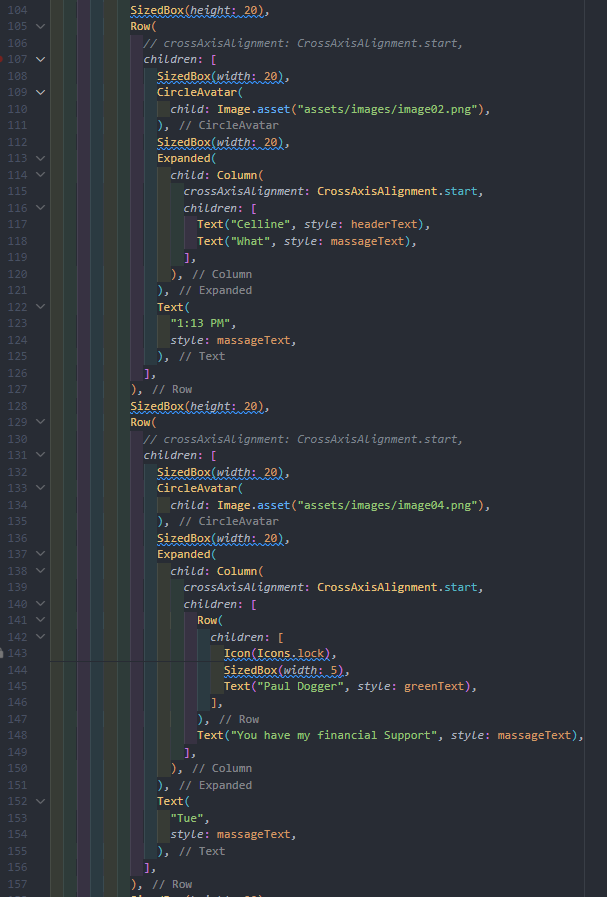 104 SizedBox(height: 20),
105 Row(
106 // crossAxisAlignment: CrossAxisAlignment.start,
107 children: [
108 SizedBox(width: 20),
109 CircleAvatar(
110 child: Image.asset("assets/images/image02.png"),
111 ), // CircleAvatar
112 SizedBox(width: 20),
113 Expanded(
114 child: Column(
115 crossAxisAlignment: CrossAxisAlignment.start,
116 children: [
117 Text("Celline", style: headerText),
118 Text("What", style: massageText),
119 ],
120 ), // Column
121 ), // Expanded
122 Text(
123 "1:13 PM",
124 style: massageText,
125 ), // Text
126 ],
127 ), // Row
128 SizedBox(height: 20),
129 Row(
130 // crossAxisAlignment: CrossAxisAlignment.start,
131 children: [
132 SizedBox(width: 20),
133 CircleAvatar(
134 child: Image.asset("assets/images/image04.png"),
135 ), // CircleAvatar
136 SizedBox(width: 20),
137 Expanded(
138 child: Column(
139 crossAxisAlignment: CrossAxisAlignment.start,
140 children: [
141 Row(
142 children: [
143 Icon(Icons.lock),
144 SizedBox(width: 5),
145 Text("Paul Dogger", style: greenText),
146 ],
147 ), // Row
148 Text("You have my financial Support", style: massageText),
149 ],
150 ), // Column
151 ), // Expanded
152 Text(
153 "Tue",
154 style: massageText,
155 ), // Text
156 ],
157 ), // Row